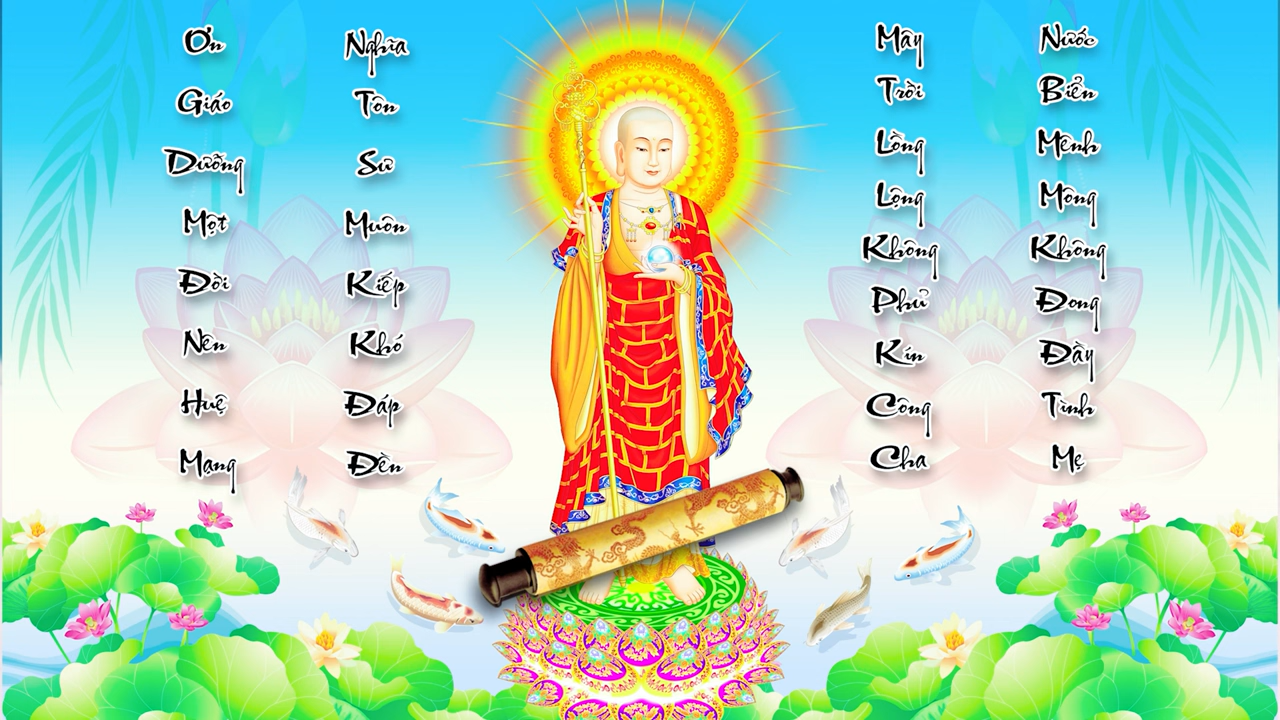 Ơn Giáo Dưỡng Một Đời Nên Huệ Mạng
Nghĩa Tôn Sư Muôn Kiếp Khó Đáp Đền
Mây Trời Lồng Lộng Không Phủ Kín Công Cha
Nước Biển Mênh Mông Không Đong Đầy Tình Mẹ